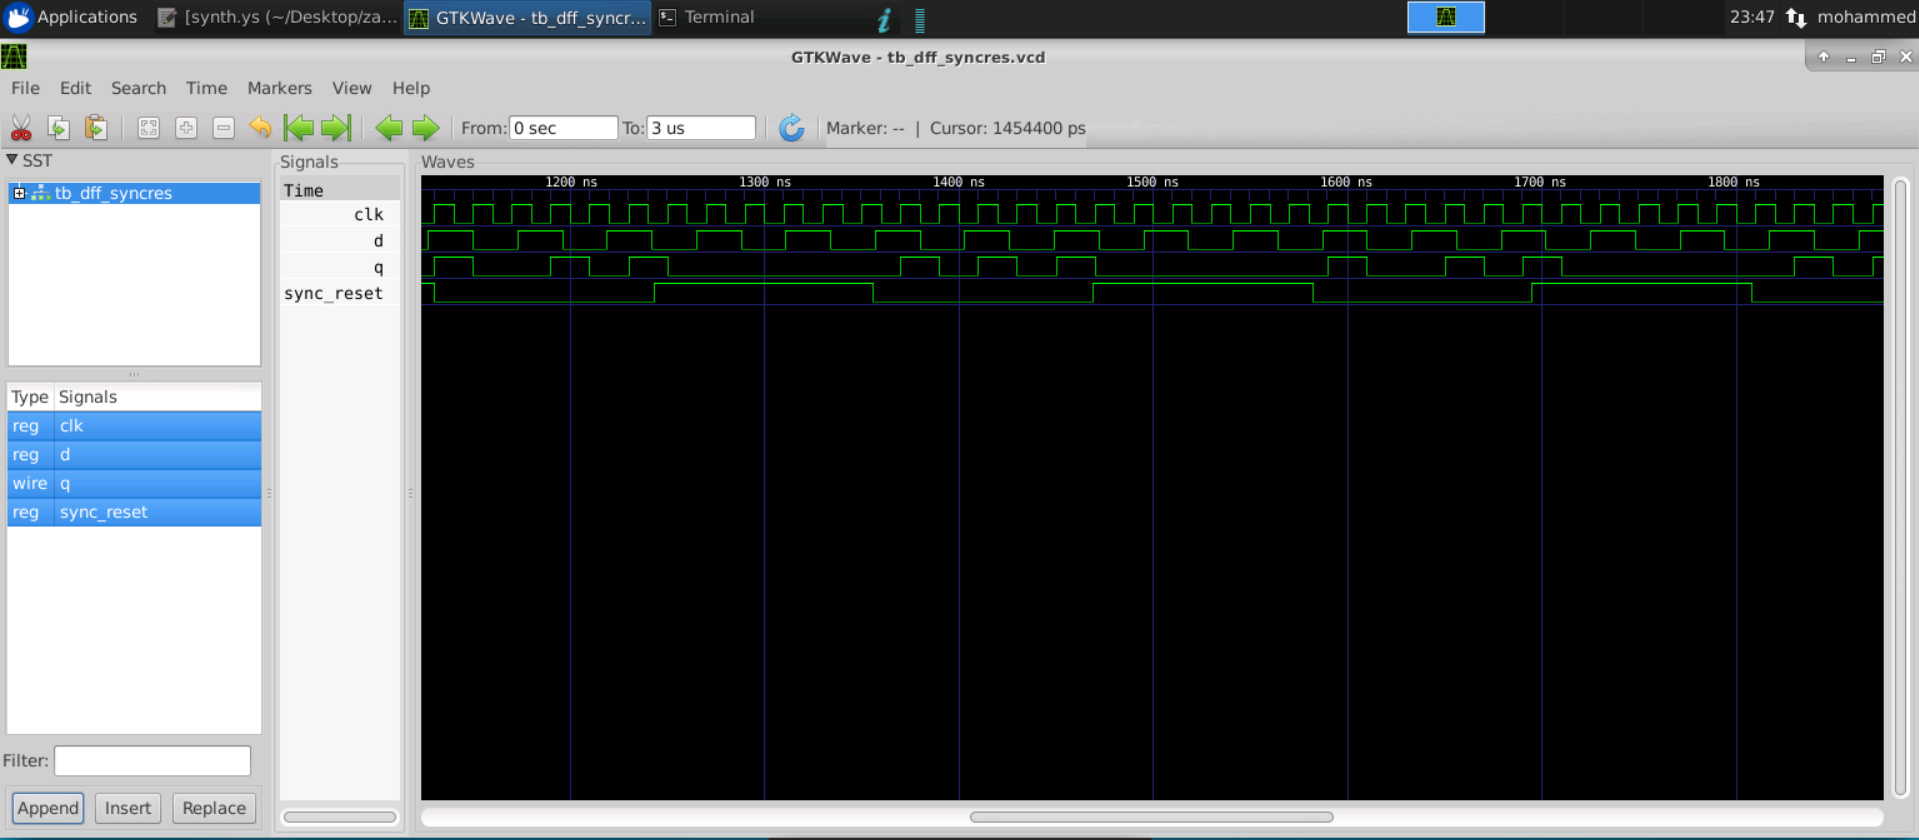 Applications
[synth.ys (~/Desktop/za...
GTKWave - tb_dff_syncr...
Terminal
23:47
mohammed
GTKWave - tb_dff_syncres.vcd
File Edit Search Time Markers View Help
From: 0 sec To: 3 us Marker: -- | Cursor: 1454400 ps
SST
tb_dff_syncres
Type Signals
reg clk
reg d
wire q
reg sync_reset
Filter:
Append Insert Replace
Signals
Time
clk
d
q
sync_reset
Waves
1200 ns 1300 ns 1400 ns 1500 ns 1600 ns 1700 ns 1800 ns